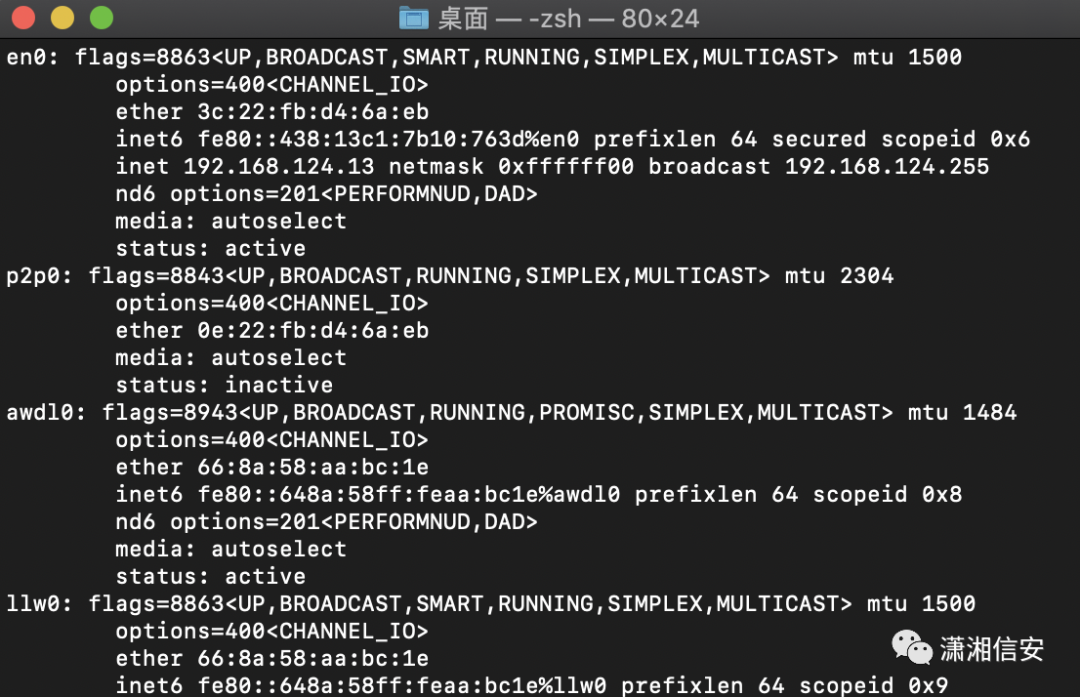 桌面 — -zsh — 80×24
en0: flags=8863<UP,BROADCAST,SMART,RUNNING,SIMPLEX,MULTICAST> mtu 1500
options=400<CHANNEL_IO>
ether 3c:22:fb:d4:6a:eb
inet6 fe80::438:13c1:7b10:763d%en0 prefixlen 64 secured scopeid 0x6
inet 192.168.124.13 netmask 0xffffff00 broadcast 192.168.124.255
nd6 options=201<PERFORMNUD,DAD>
media: autoselect
status: active
p2p0: flags=8843<UP,BROADCAST,RUNNING,SIMPLEX,MULTICAST> mtu 2304
options=400<CHANNEL_IO>
ether 0e:22:fb:d4:6a:eb
media: autoselect
status: inactive
awdl0: flags=8943<UP,BROADCAST,RUNNING,PROMISC,SIMPLEX,MULTICAST> mtu 1484
options=400<CHANNEL_IO>
ether 66:8a:58:aa:bc:1e
inet6 fe80::648a:58ff:feaa:bc1e%awdl0 prefixlen 64 scopeid 0x8
nd6 options=201<PERFORMNUD,DAD>
media: autoselect
status: active
llw0: flags=8863<UP,BROADCAST,SMART,RUNNING,SIMPLEX,MULTICAST> mtu 1500
options=400<CHANNEL_IO>
ether 66:8a:58:aa:bc:1e
inet6 fe80::648a:58ff:feaa:bc1e%llw0 prefixlen 64 scopeid 0x9
潇湘信安